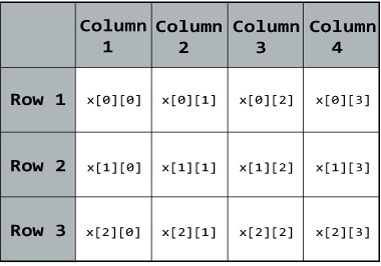 Column Column Column Column
1 2 3 4
Row 1 x[0][0] x[0][1] x[0][2] x[0][3]
Row 2 x[1][0] x[1][1] x[1][2] x[1][3]
Row 3 x[2][0] x[2][1] x[2][2] x[2][3]